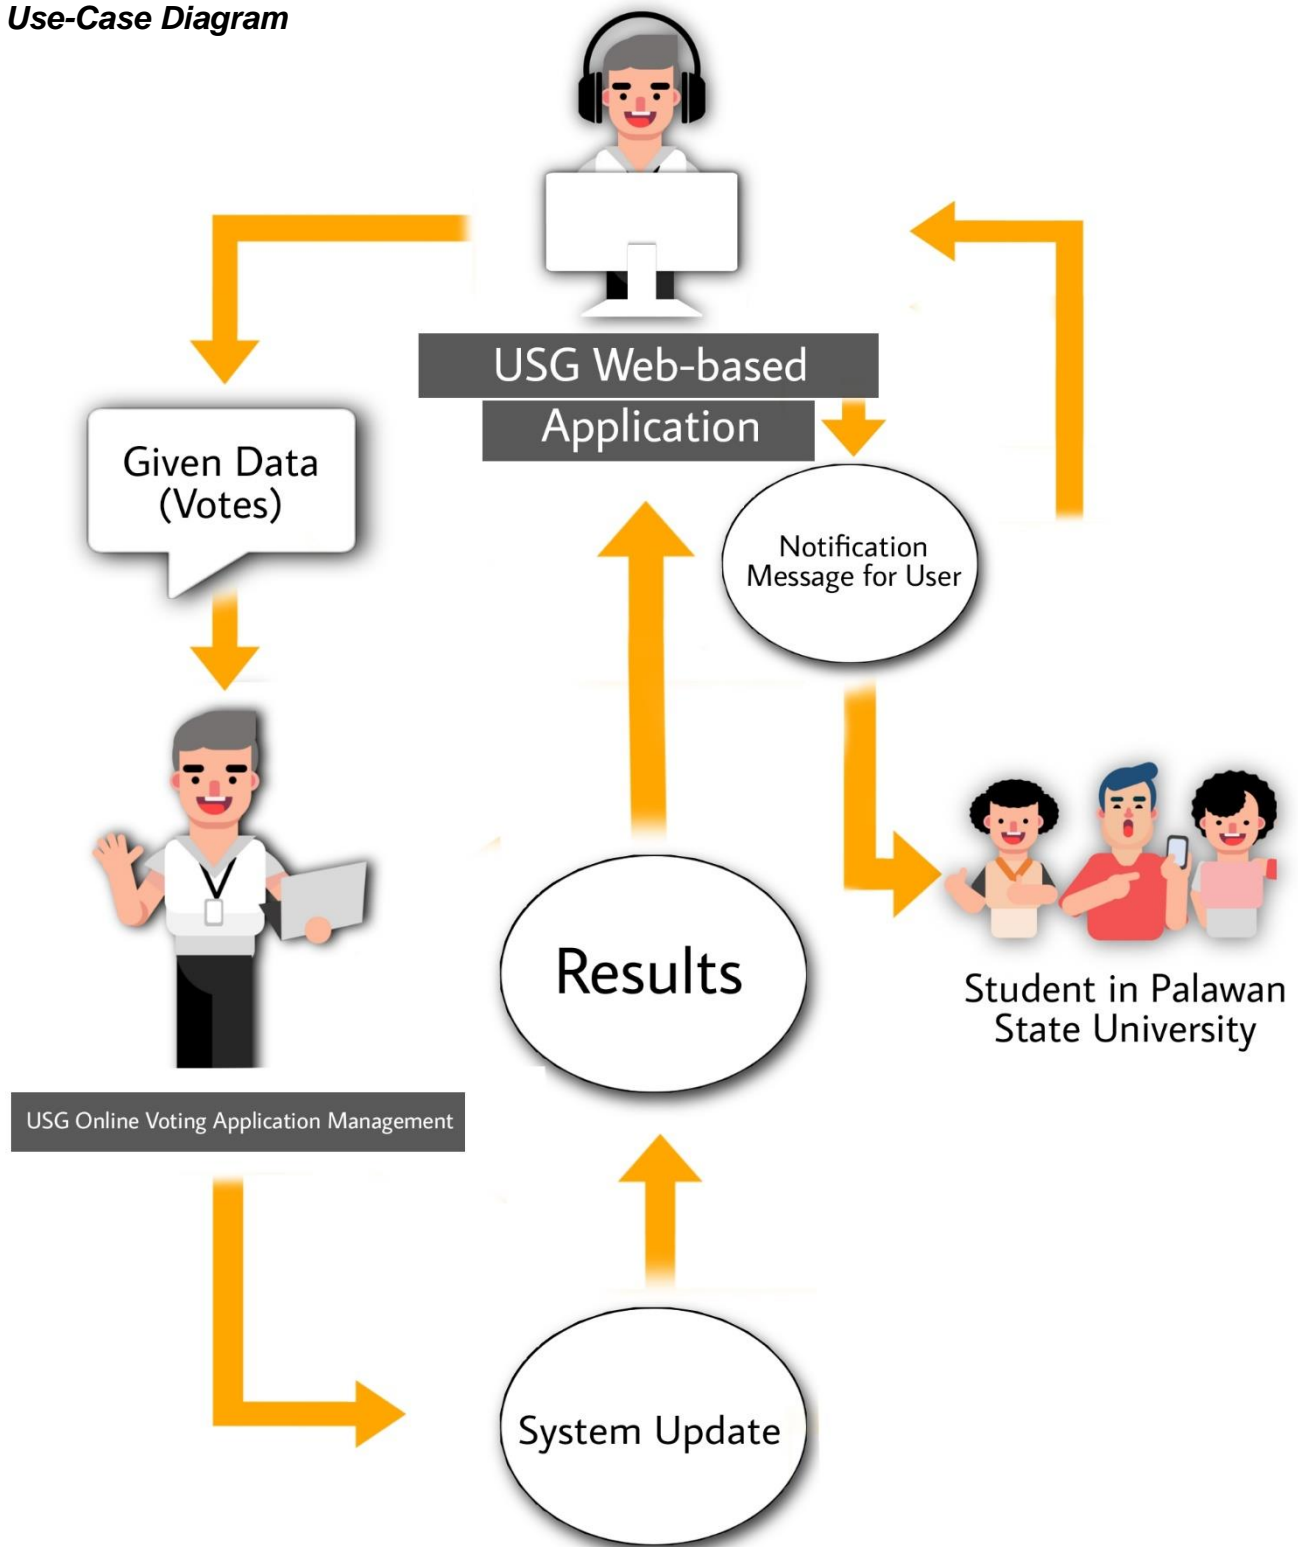 Use-Case Diagram
USG Web-based
Application
Given Data
(Votes)
Notification
Message for User
Results
Student in Palawan
State University
USG Online Voting Application Management
System Update